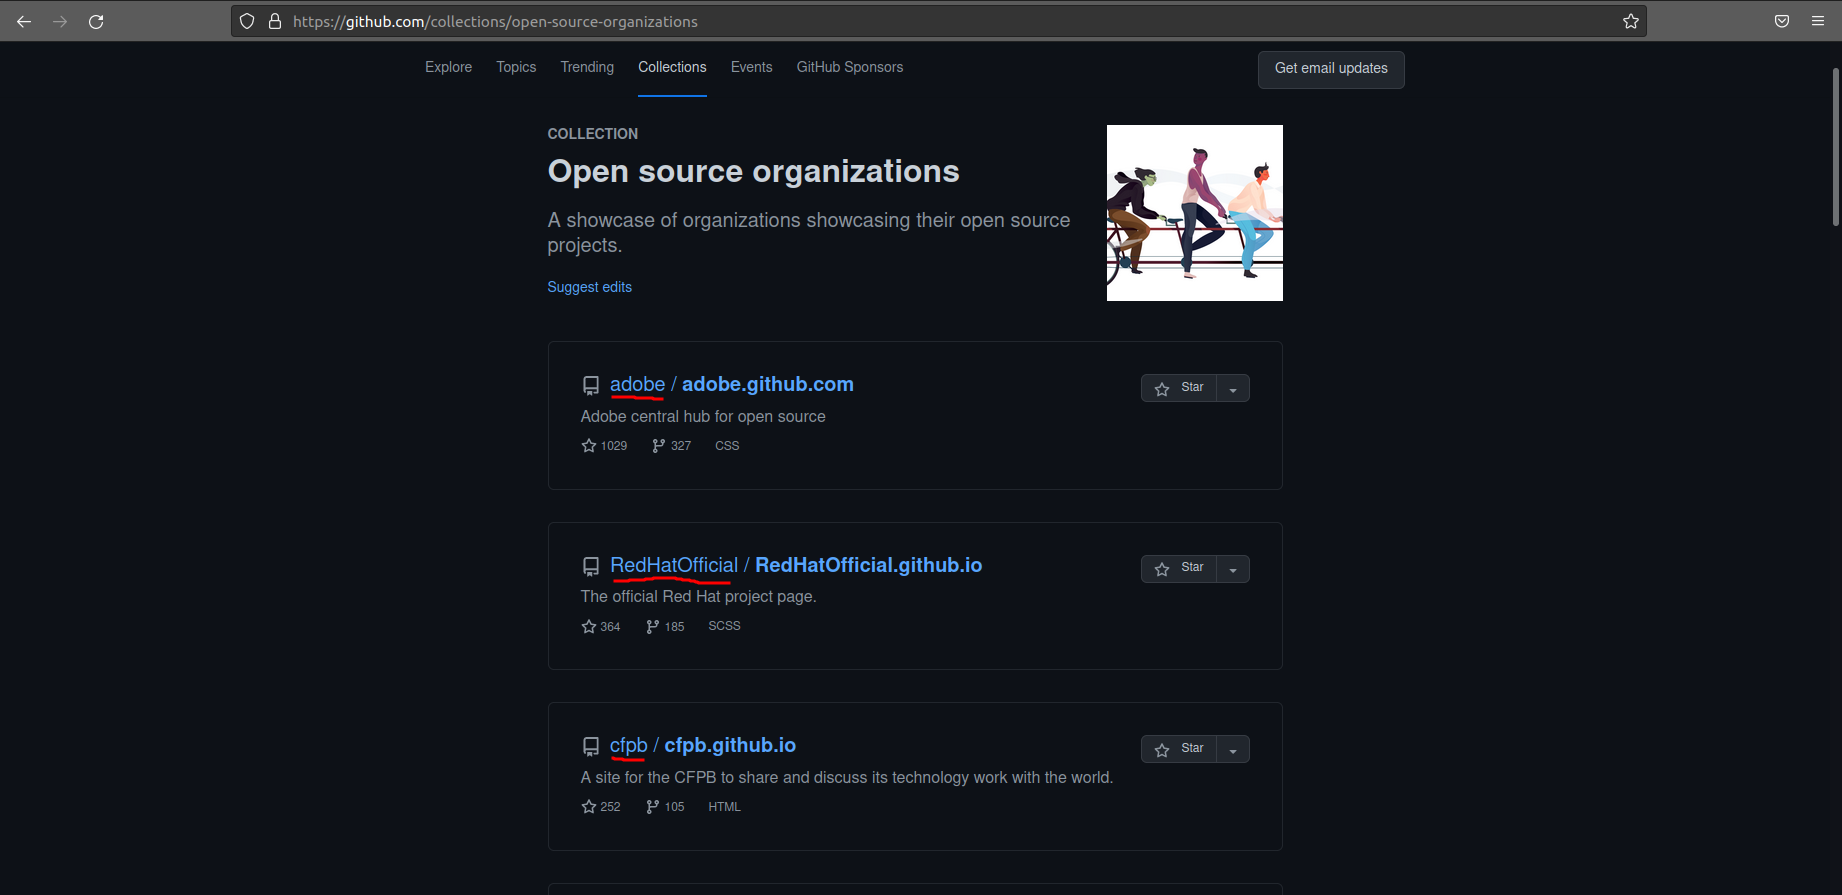 https://github.com/collections/open-source-organizations
Explore Topics Trending Collections Events GitHub Sponsors Get email updates
COLLECTION
Open source organizations
A showcase of organizations showcasing their open source
projects.
Suggest edits
adobe / adobe.github.com Star
Adobe central hub for open source
1029 327 CSS
RedHatOfficial / RedHatOfficial.github.io Star
The official Red Hat project page.
364 185 SCSS
cfpb / cfpb.github.io Star
A site for the CFPB to share and discuss its technology work with the world.
252 105 HTML